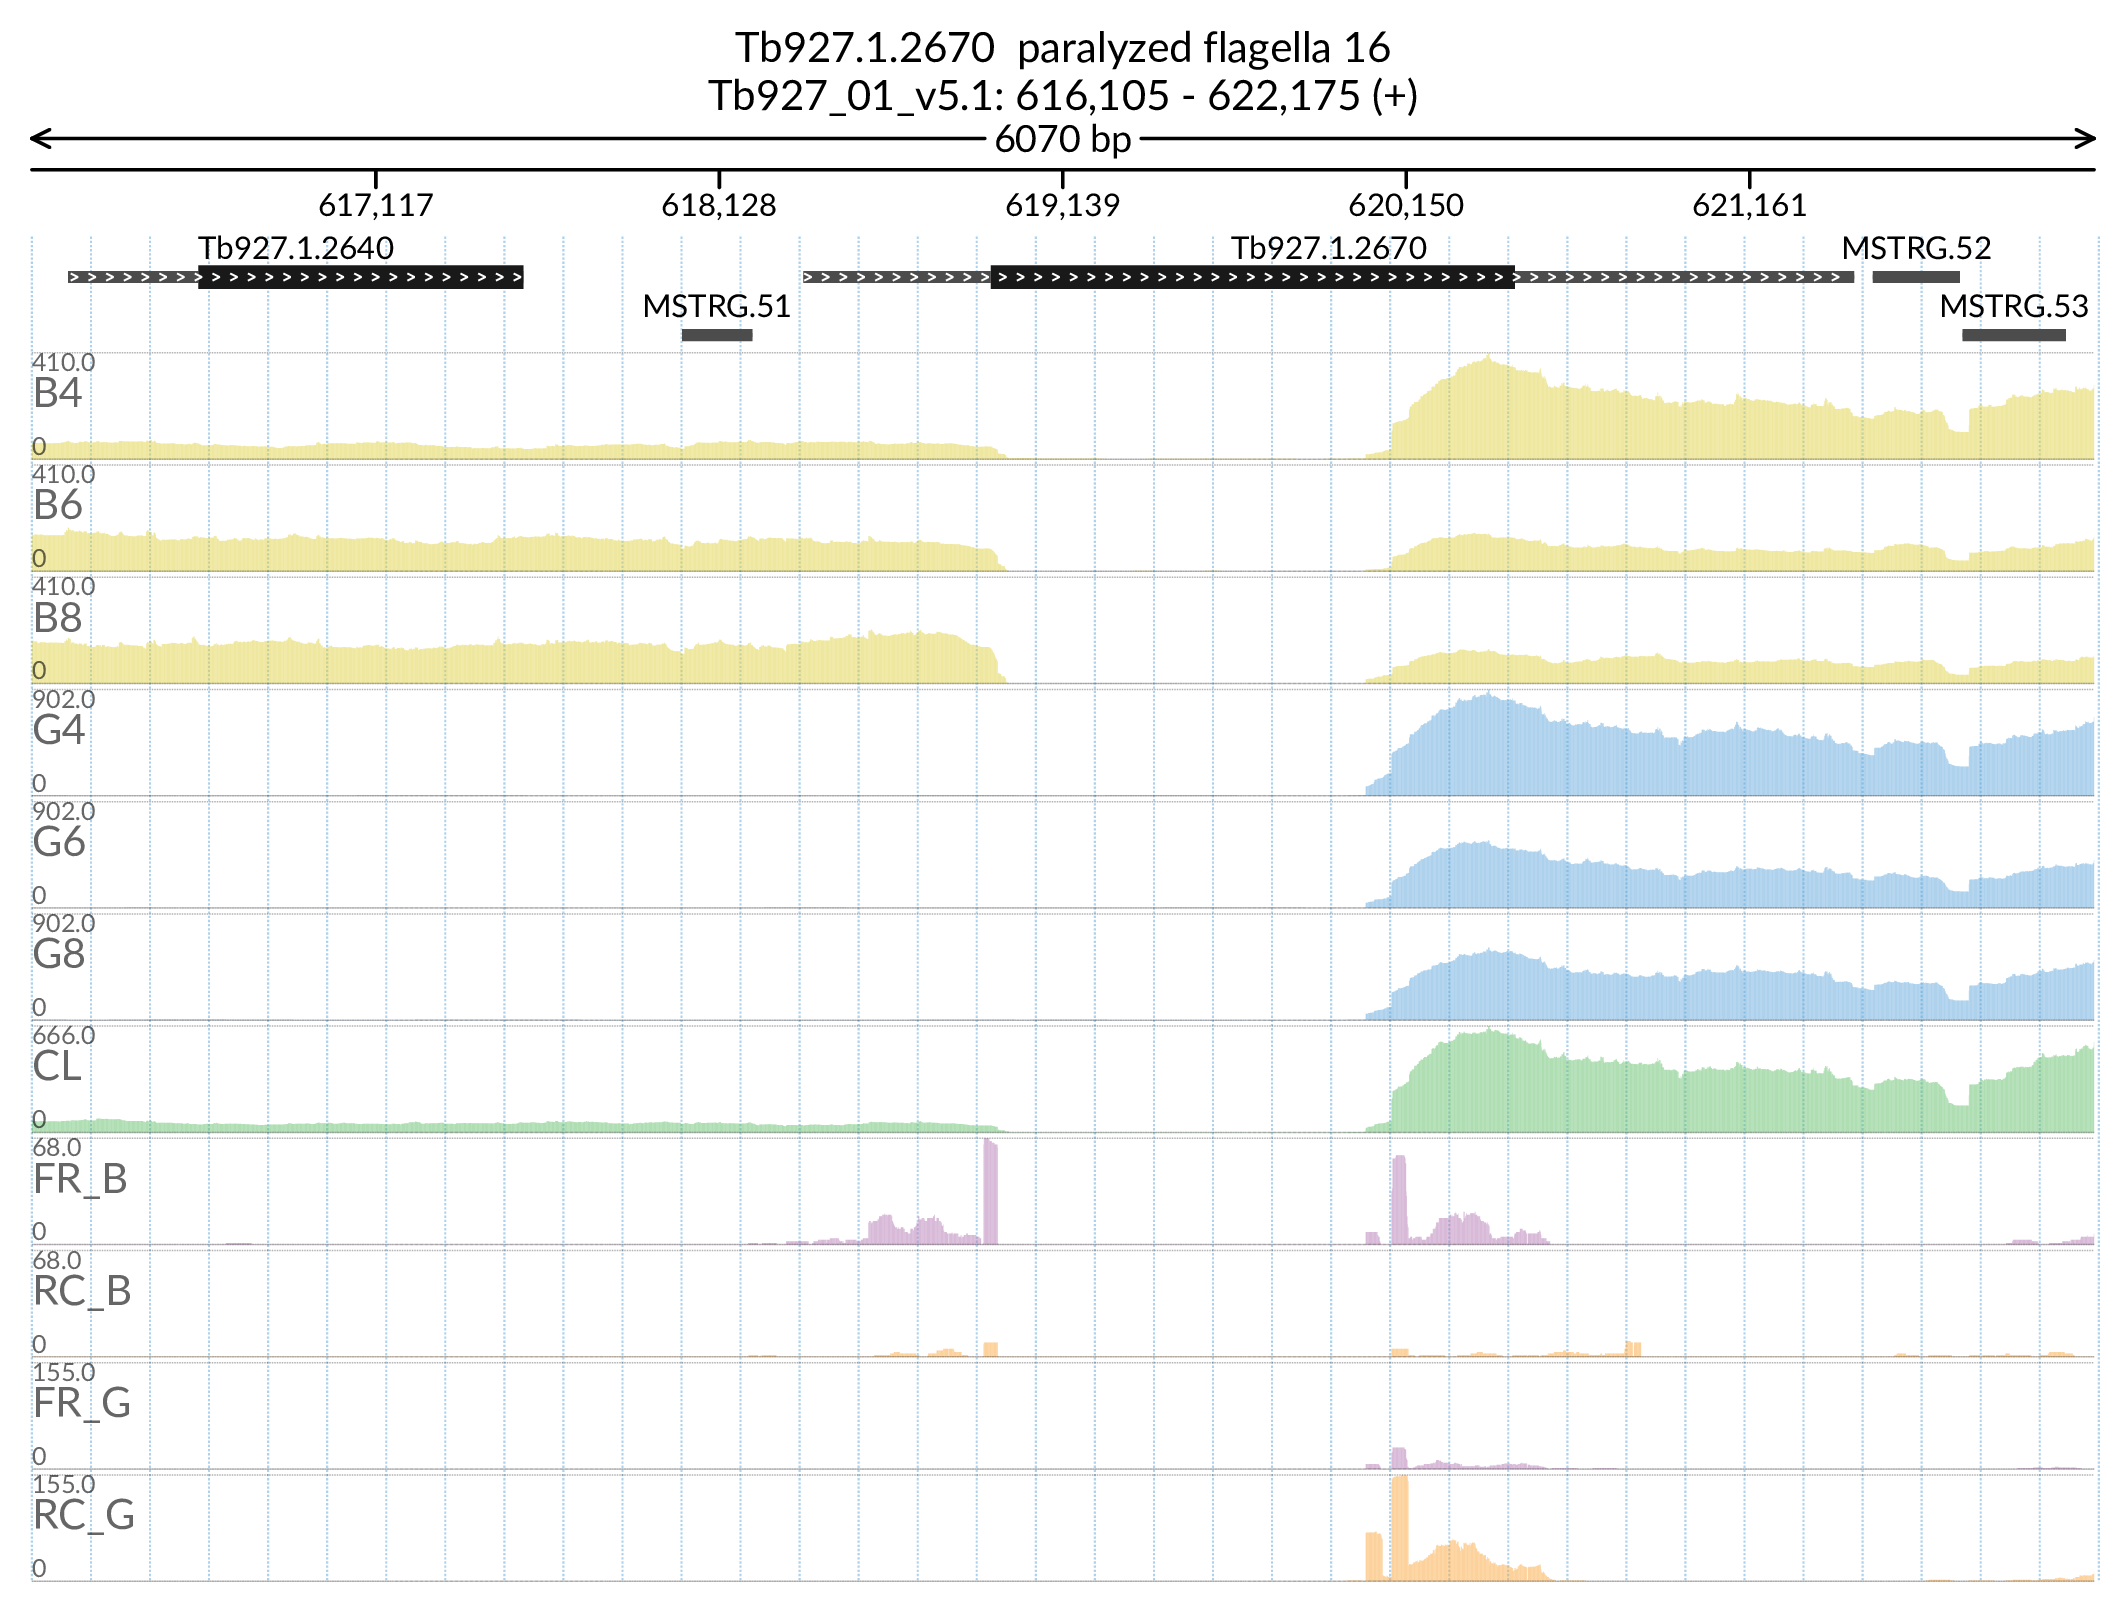 Tb927.1.2670  paralyzed flagella 16
Tb927_01_v5.1: 616,105 - 622,175 (+)
6070 bp
617,117 618,128 619,139 620,150 621,161
Tb927.1.2640 Tb927.1.2670 MSTRG.52
MSTRG.51 MSTRG.53
410.0
B4
0
410.0
B6
0
410.0
B8
0
902.0
G4
0
902.0
G6
0
902.0
G8
0
666.0
CL
0
68.0
FR_B
0
68.0
RC_B
0
155.0
FR_G
0
155.0
RC_G
0